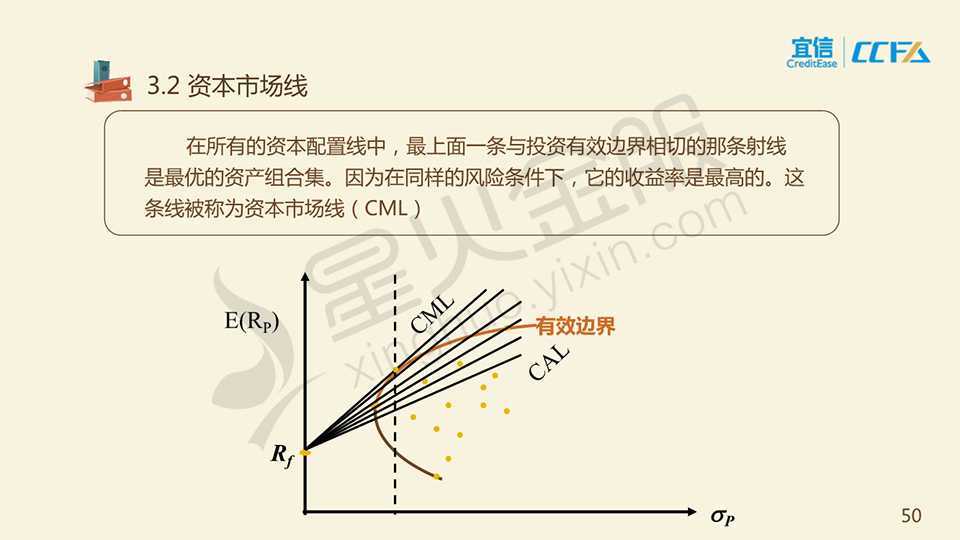 宜信
CreditEase
CCFA
3.2 资本市场线
在所有的资本配置线中，最上面一条与投资有效边界相切的那条射线
是最优的资产组合集。因为在同样的风险条件下，它的收益率是最高的。这
条线被称为资本市场线（CML）
星火金服
xinghuo.yixin.com
E(RP)
CML
有效边界
CAL
Rf
σP
50